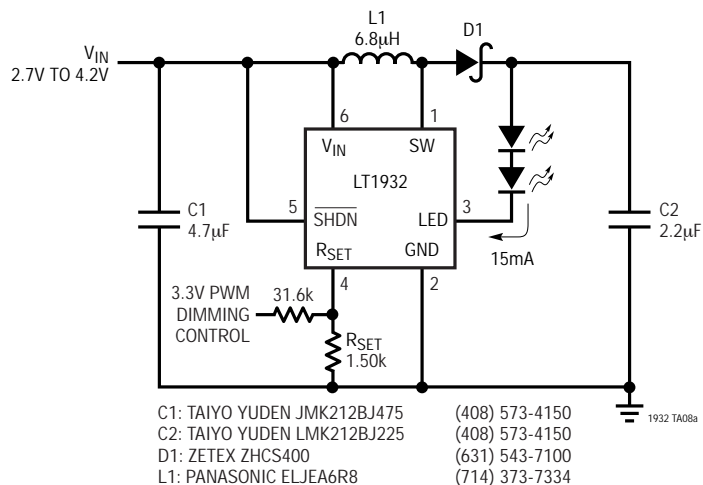 L1
6.8µH
D1
VIN
2.7V TO 4.2V
6
1
VIN
SW
LT1932
C1
4.7µF
5
SHDN
LED
3
C2
2.2µF
RSET
GND
15mA
4
2
3.3V PWM
DIMMING
CONTROL
31.6k
RSET
1.50k
C1: TAIYO YUDEN JMK212BJ475 (408) 573-4150
C2: TAIYO YUDEN LMK212BJ225 (408) 573-4150
D1: ZETEX ZHCS400 (631) 543-7100
L1: PANASONIC ELJEA6R8 (714) 373-7334
1932 TA08a